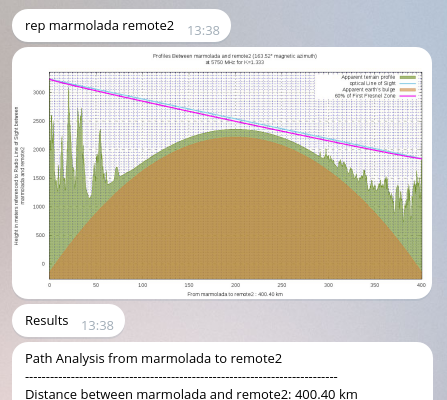 rep marmolada remote2 13:38
Profiles Between marmolada and remote2 (163.52° magnetic azimuth)
at 5750 MHz for K=1.333
Apparent terrain profile
optical Line of Sight
Apparent earth's bulge
60% of First Fresnel Zone
Height in meters referenced to Radio Line of Sight between
marmolada and remote2
3000
2500
2000
1500
1000
500
0
0 50 100 150 200 250 300 350 400
From marmolada to remote2 : 400.40 km
Results 13:38
Path Analysis from marmolada to remote2
---------------------------------------------------------------------------
Distance between marmolada and remote2: 400.40 km